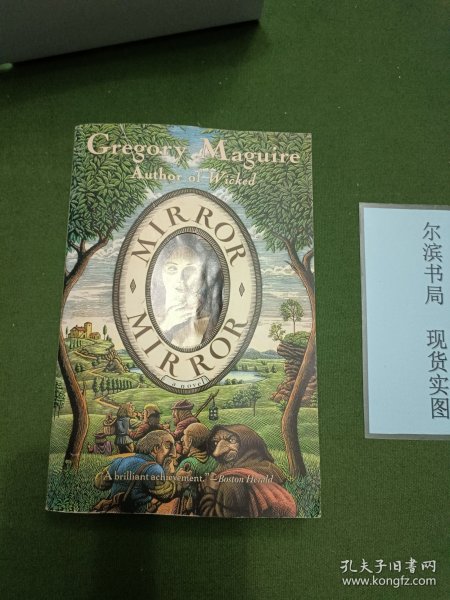 Gregory Maguire
Author of Wicked
MIRROR
MIRROR
a novel
"A brilliant achievement." —Boston Herald
尔滨书局 现货实图
孔夫子旧书网
www.kongfz.com